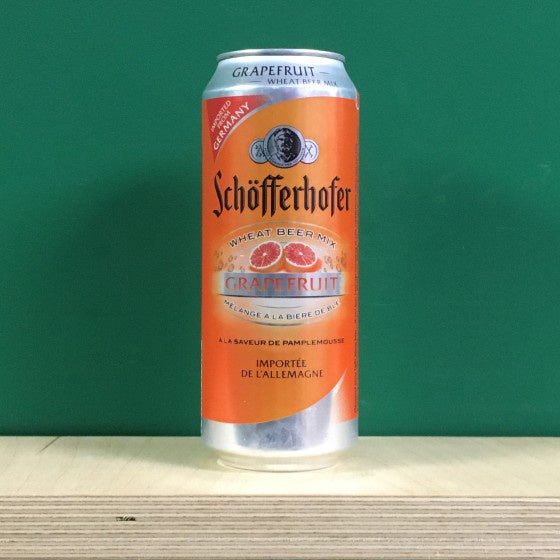 GRAPEFRUIT
WHEAT BEER MIX
IMPORTED
FROM
GERMANY
Schöfferhofer
WHEAT BEER MIX
GRAPEFRUIT
MÉLANGE À LA BIÈRE DE BLÉ
À LA SAVEUR DE PAMPLEMOUSSE
IMPORTÉE
DE L'ALLEMAGNE